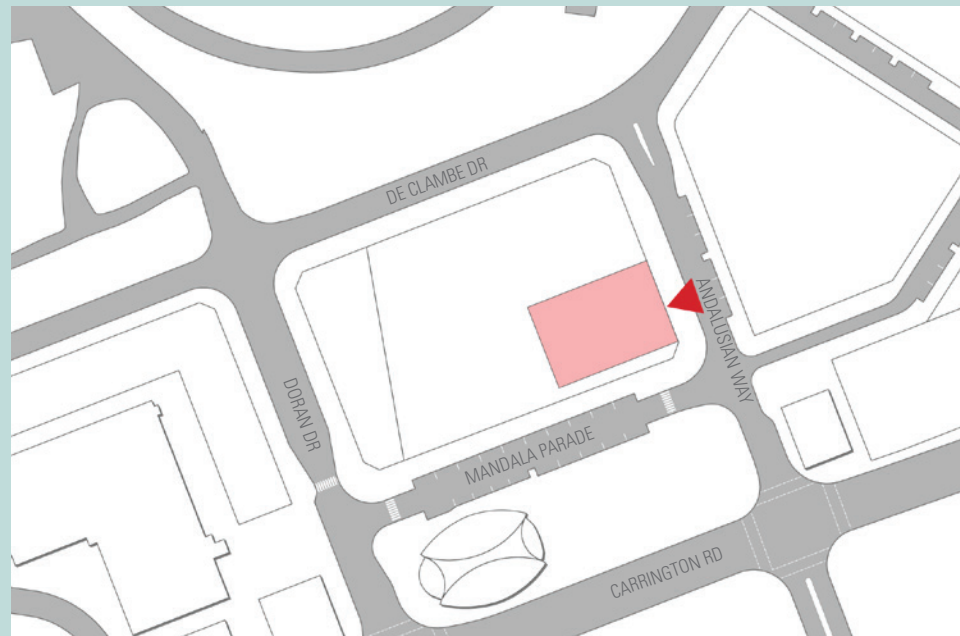 DE CLAMBE DR
ANDALUSIAN WAY
DORAN DR
MANDALA PARADE
CARRINGTON RD